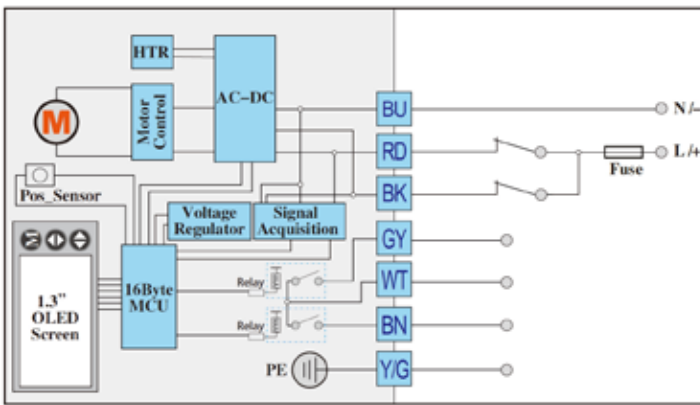 HTR
AC-DC
M
Motor
Control
BU
N/–
RD
L/+
Fuse
BK
Pos_Sensor
Voltage
Regulator
Signal
Acquisition
GY
1.3"
OLED
Screen
16Byte
MCU
Relay
WT
Relay
BN
PE
Y/G